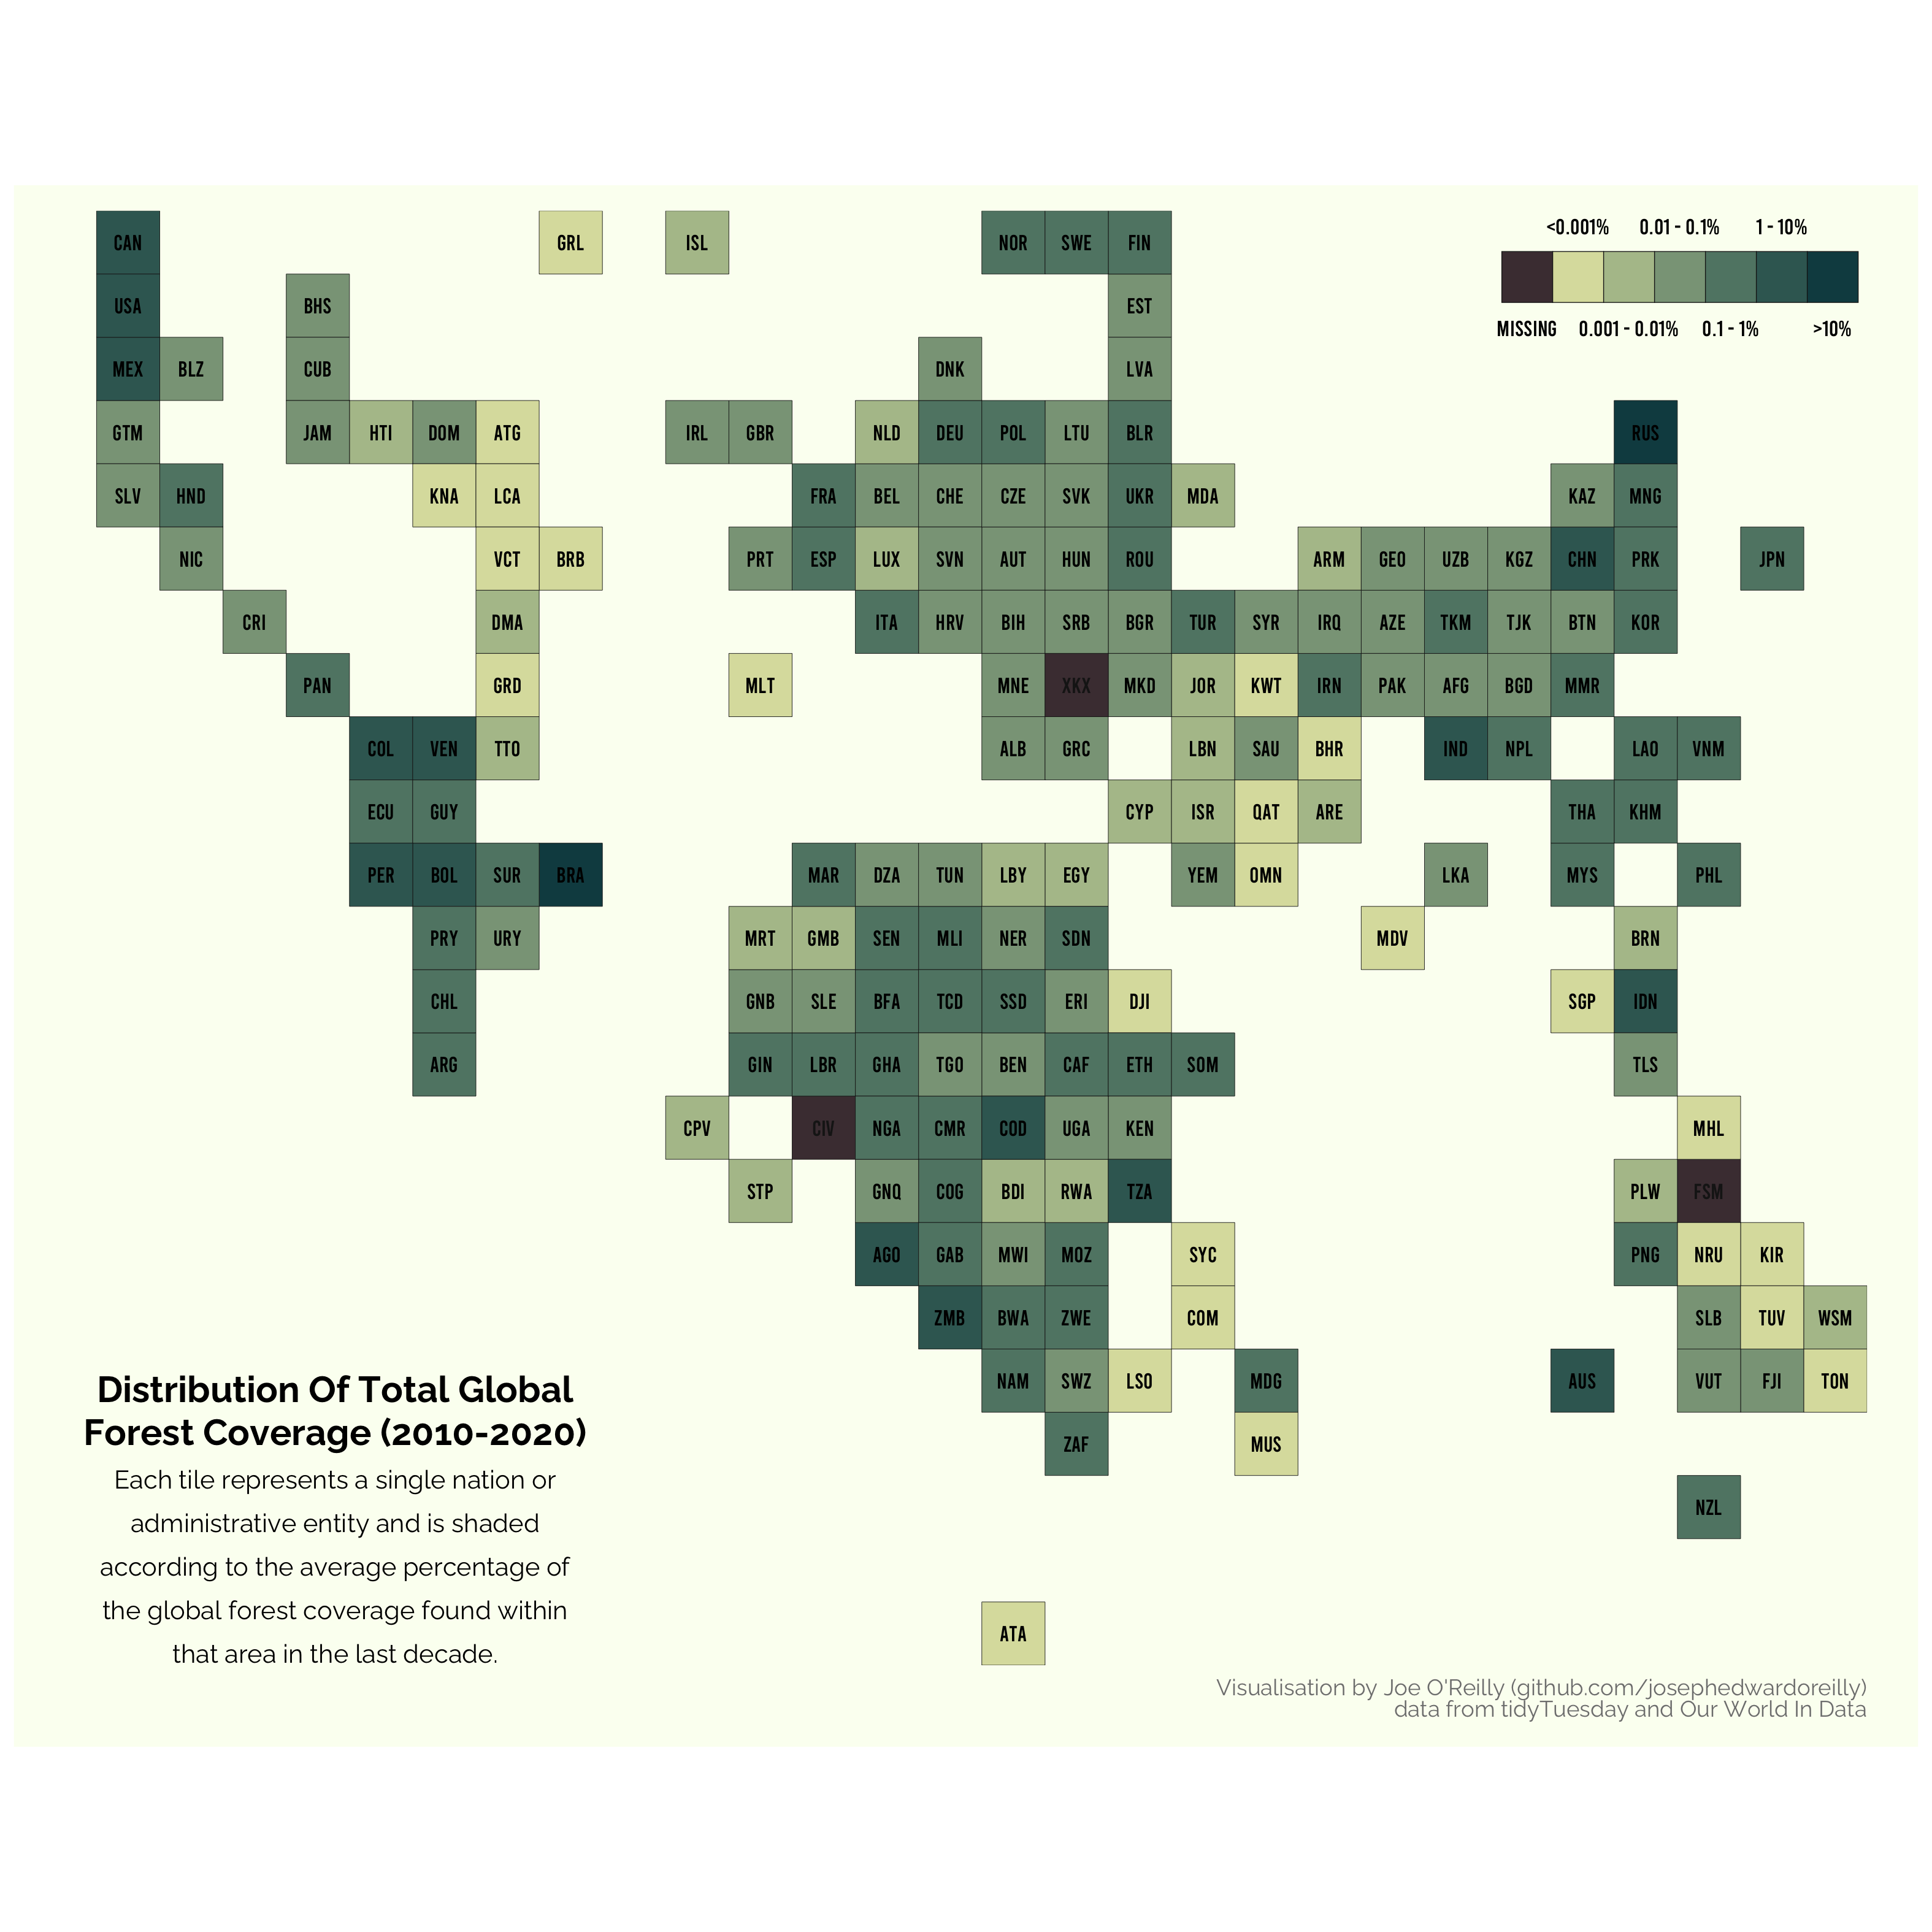 <0.001% 0.01 - 0.1% 1 - 10%
CAN GRL ISL NOR SWE FIN
USA BHS EST
MISSING 0.001 - 0.01% 0.1 - 1% >10%
MEX BLZ CUB DNK LVA
GTM JAM HTI DOM ATG IRL GBR NLD DEU POL LTU BLR RUS
SLV HND KNA LCA FRA BEL CHE CZE SVK UKR MDA KAZ MNG
NIC VCT BRB PRT ESP LUX SVN AUT HUN ROU ARM GEO UZB KGZ CHN PRK JPN
CRI DMA ITA HRV BIH SRB BGR TUR SYR IRQ AZE TKM TJK BTN KOR
PAN GRD MLT MNE XKX MKD JOR KWT IRN PAK AFG BGD MMR
COL VEN TTO ALB GRC LBN SAU BHR IND NPL LAO VNM
ECU GUY CYP ISR QAT ARE THA KHM
PER BOL SUR BRA MAR DZA TUN LBY EGY YEM OMN LKA MYS PHL
PRY URY MRT GMB SEN MLI NER SDN MDV BRN
CHL GNB SLE BFA TCD SSD ERI DJI SGP IDN
ARG GIN LBR GHA TGO BEN CAF ETH SOM TLS
CPV CIV NGA CMR COD UGA KEN MHL
STP GNQ COG BDI RWA TZA PLW FSM
AGO GAB MWI MOZ SYC PNG NRU KIR
ZMB BWA ZWE COM SLB TUV WSM
NAM SWZ LSO MDG AUS VUT FJI TON
ZAF MUS
NZL
ATA
Distribution Of Total Global
Forest Coverage (2010-2020)
Each tile represents a single nation or
administrative entity and is shaded
according to the average percentage of
the global forest coverage found within
that area in the last decade.
Visualisation by Joe O'Reilly (github.com/josephedwardoreilly)
data from tidyTuesday and Our World In Data